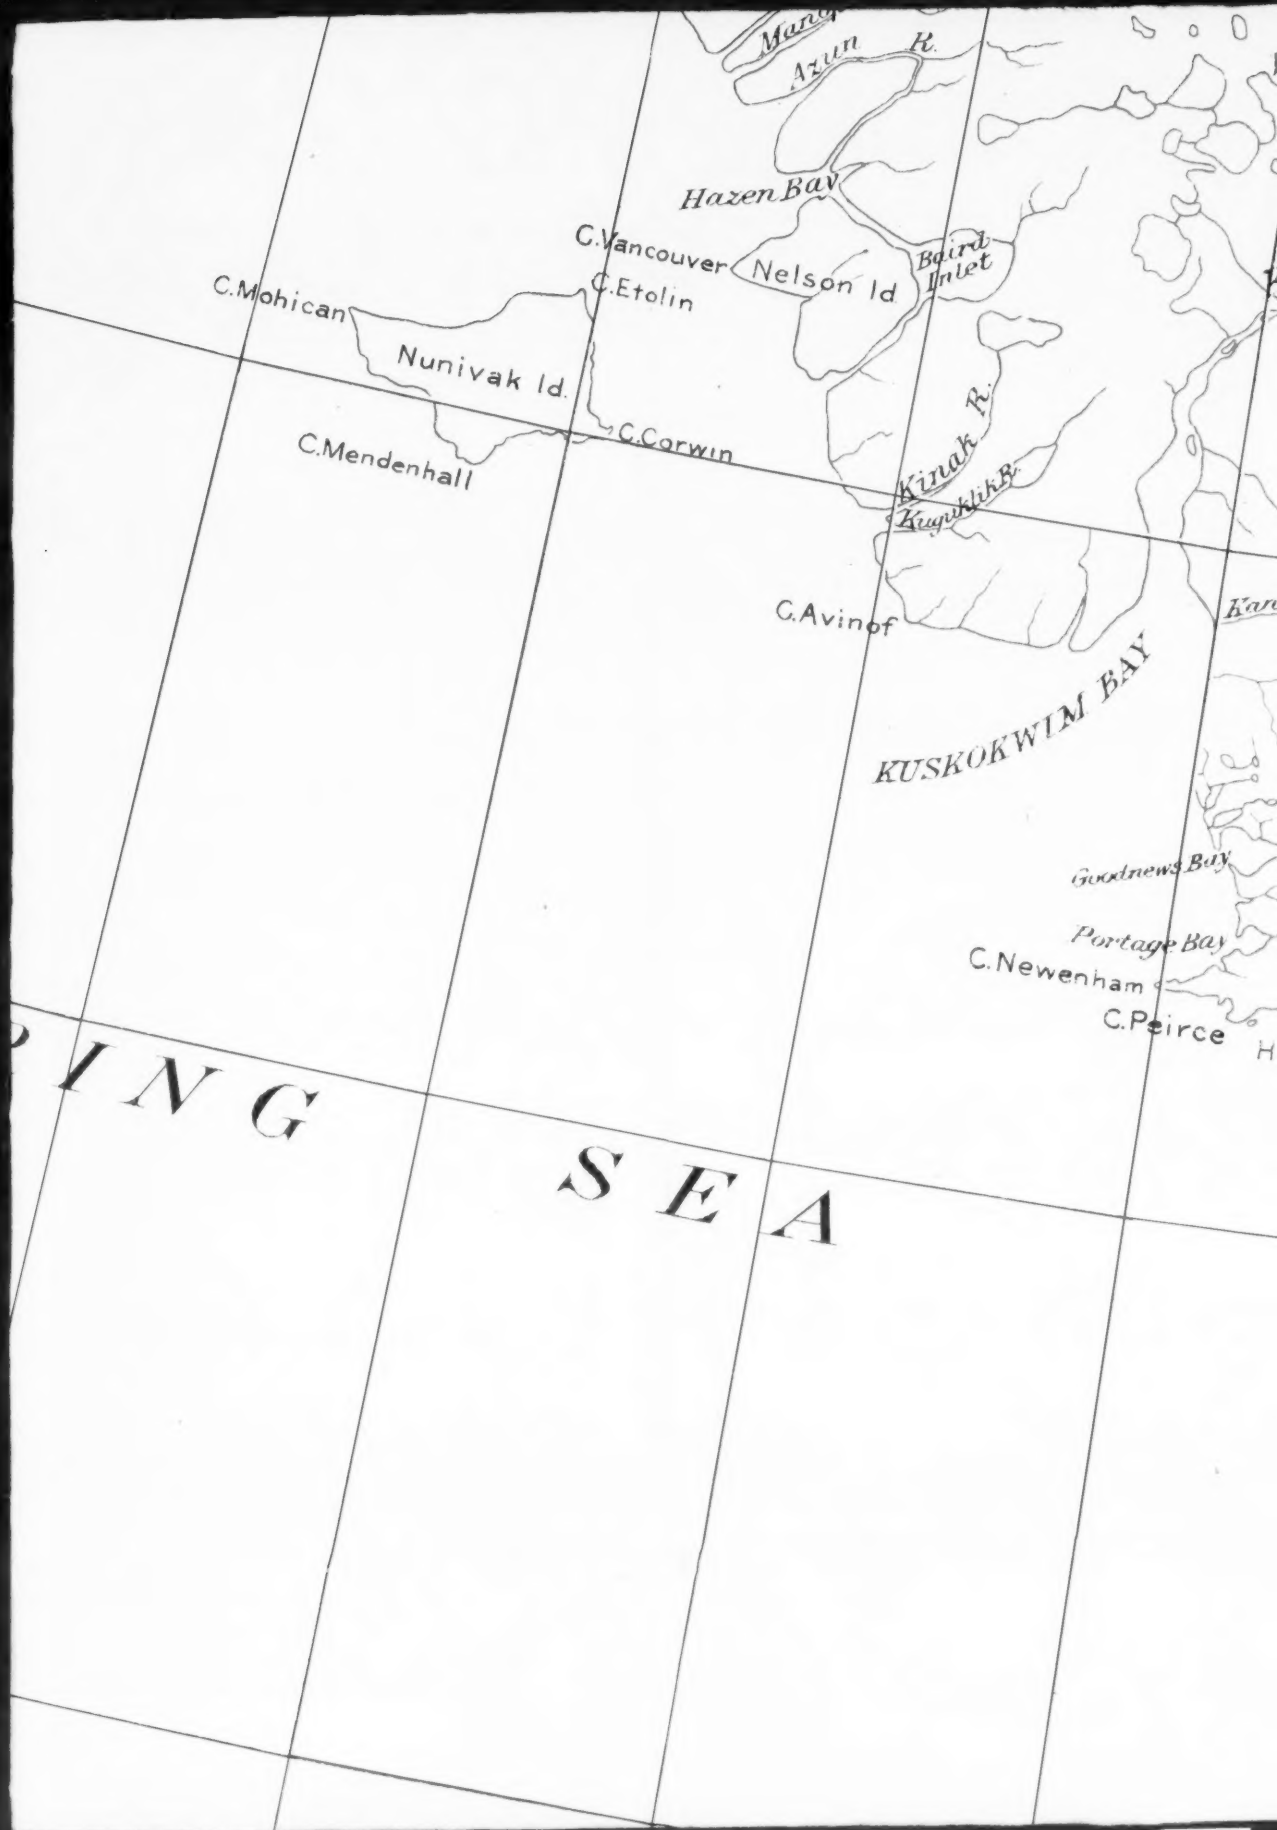 Azun R.
Hazen Bay
C.Vancouver
Nelson Id.
Baird
Inlet
C.Etolin
C.Mohican
Nunivak Id.
C.Mendenhall
C.Corwin
Kinak R.
Kuguklik R.
C.Avinof
KUSKOKWIM BAY
Goodnews Bay
Portage Bay
C.Newenham
C.Peirce
ING SEA